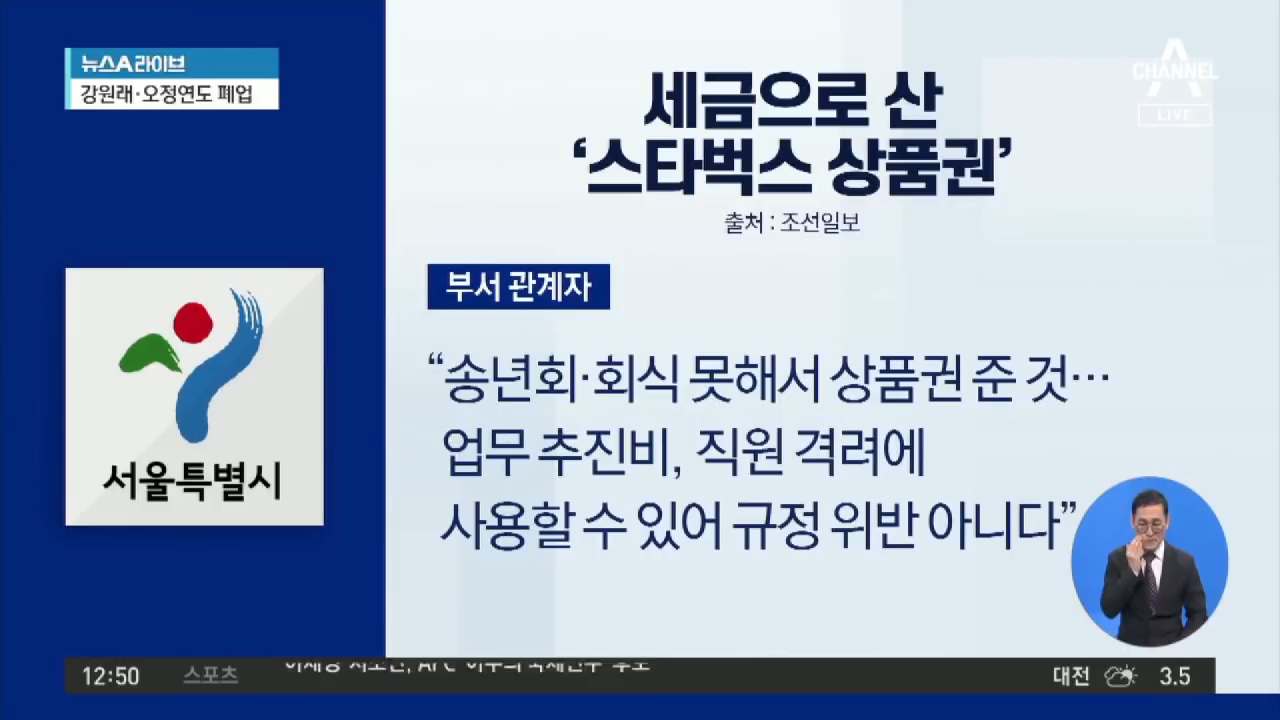 뉴스A 라이브
강원래·오정연도 폐업
CHANNEL A
LIVE
세금으로 산
‘스타벅스 상품권’
출처 : 조선일보
부서 관계자
“송년회·회식 못해서 상품권 준 것…
업무 추진비, 직원 격려에
사용할 수 있어 규정 위반 아니다”
서울특별시
12:50
스포츠
대전
3.5